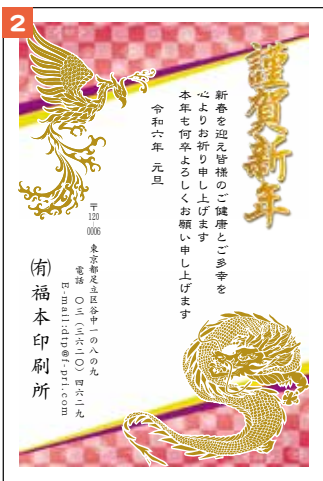 2
謹賀新年
新春を迎え皆様のご健康とご多幸を
心よりお祈り申し上げます
本年も何卒よろしくお願い申し上げます
令和六年 元旦
〒120-0006 東京都足立区谷中一の八の九
電話 〇三(三六二〇)四六二九
E-mail:dtp@f-pri.com
㈲福本印刷所